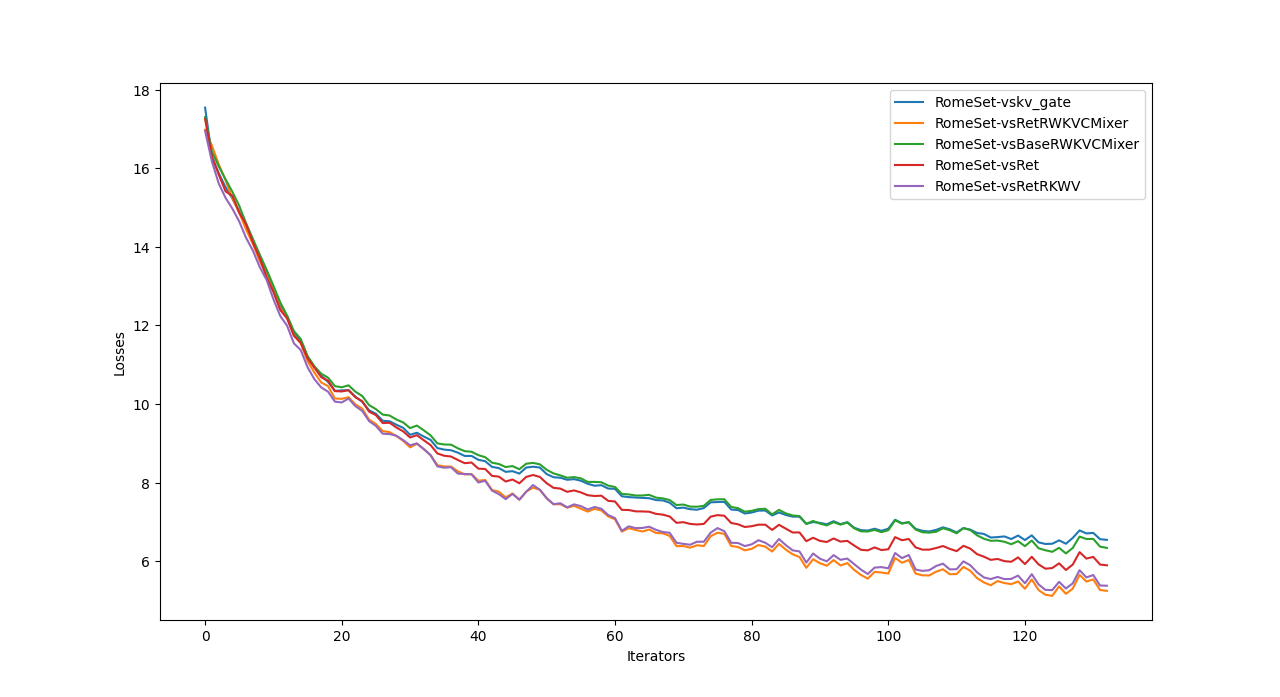 18
16
14
12
10
8
6
Losses
0
20
40
60
80
100
120
Iterators
RomeSet-vskv_gate
RomeSet-vsRetRWKVCMixer
RomeSet-vsBaseRWKVCMixer
RomeSet-vsRet
RomeSet-vsRetRKWV